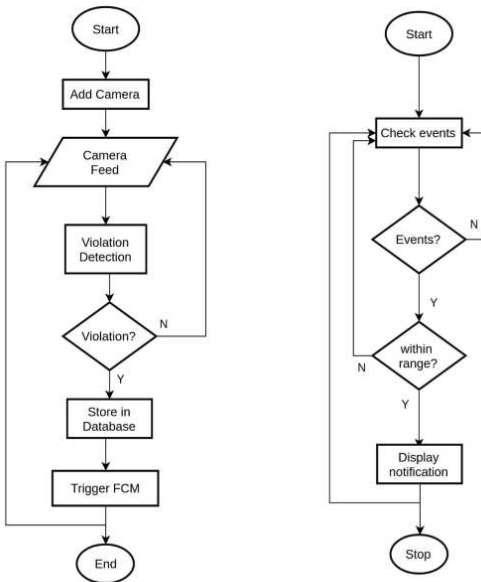 Start
Add Camera
Camera
Feed
Violation
Detection
Violation?
N
Y
Store in
Database
Trigger FCM
End
Start
Check events
Events?
N
Y
within
range?
N
Y
Display
notification
Stop